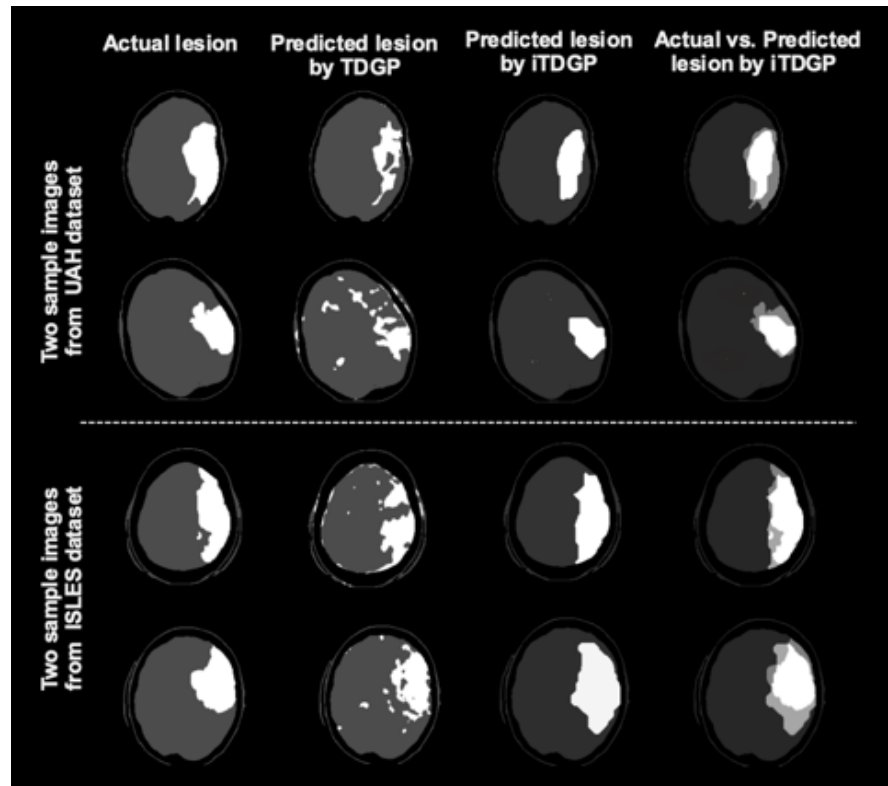 Actual lesion
Predicted lesion
by TDGP
Predicted lesion
by iTDGP
Actual vs. Predicted
lesion by iTDGP
Two sample images
from UAH dataset
Two sample images
from ISLES dataset